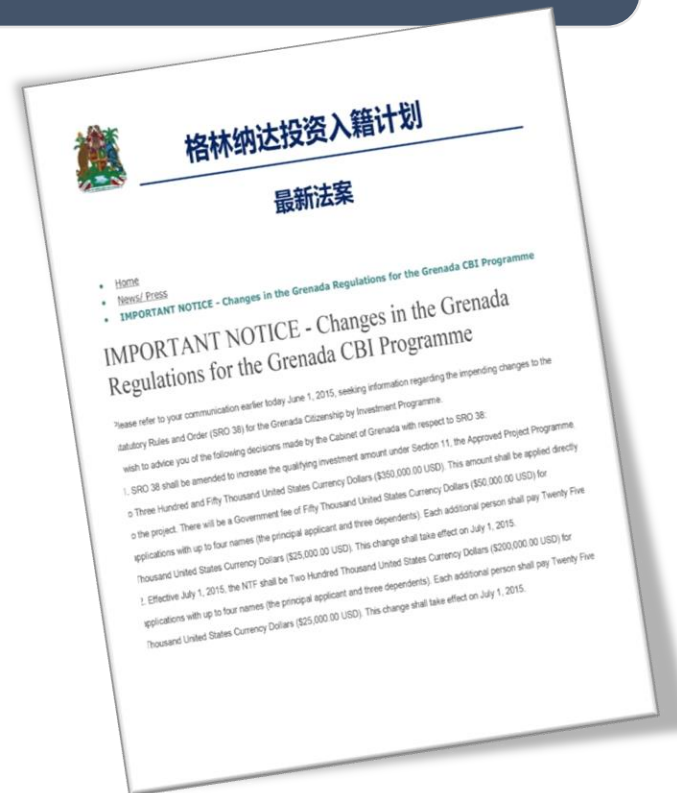 格林纳达投资入籍计划
最新法案
Home
News/ Press
IMPORTANT NOTICE - Changes in the Grenada Regulations for the Grenada CBI Programme
IMPORTANT NOTICE - Changes in the Grenada
Regulations for the Grenada CBI Programme
lease refer to your communication earlier today June 1, 2015, seeking information regarding the impending changes to the
tatutory Rules and Order (SRO 38) for the Grenada Citizenship by Investment Programme.
wish to advice you of the following decisions made by the Cabinet of Grenada with respect to SRO 38:
. SRO 38 shall be amended to increase the qualifying investment amount under Section 11, the Approved Project Programme
o Three Hundred and Fifty Thousand United States Currency Dollars ($350,000.00 USD). This amount shall be applied directly
o the project. There will be a Government fee of Fifty Thousand United States Currency Dollars ($50,000.00 USD) for
pplications with up to four names (the principal applicant and three dependents). Each additional person shall pay Twenty Five
housand United States Currency Dollars ($25,000.00 USD). This change shall take effect on July 1, 2015.
. Effective July 1, 2015, the NTF shall be Two Hundred Thousand United States Currency Dollars ($200,000.00 USD) for
pplications with up to four names (the principal applicant and three dependents). Each additional person shall pay Twenty Five
housand United States Currency Dollars ($25,000.00 USD). This change shall take effect on July 1, 2015.